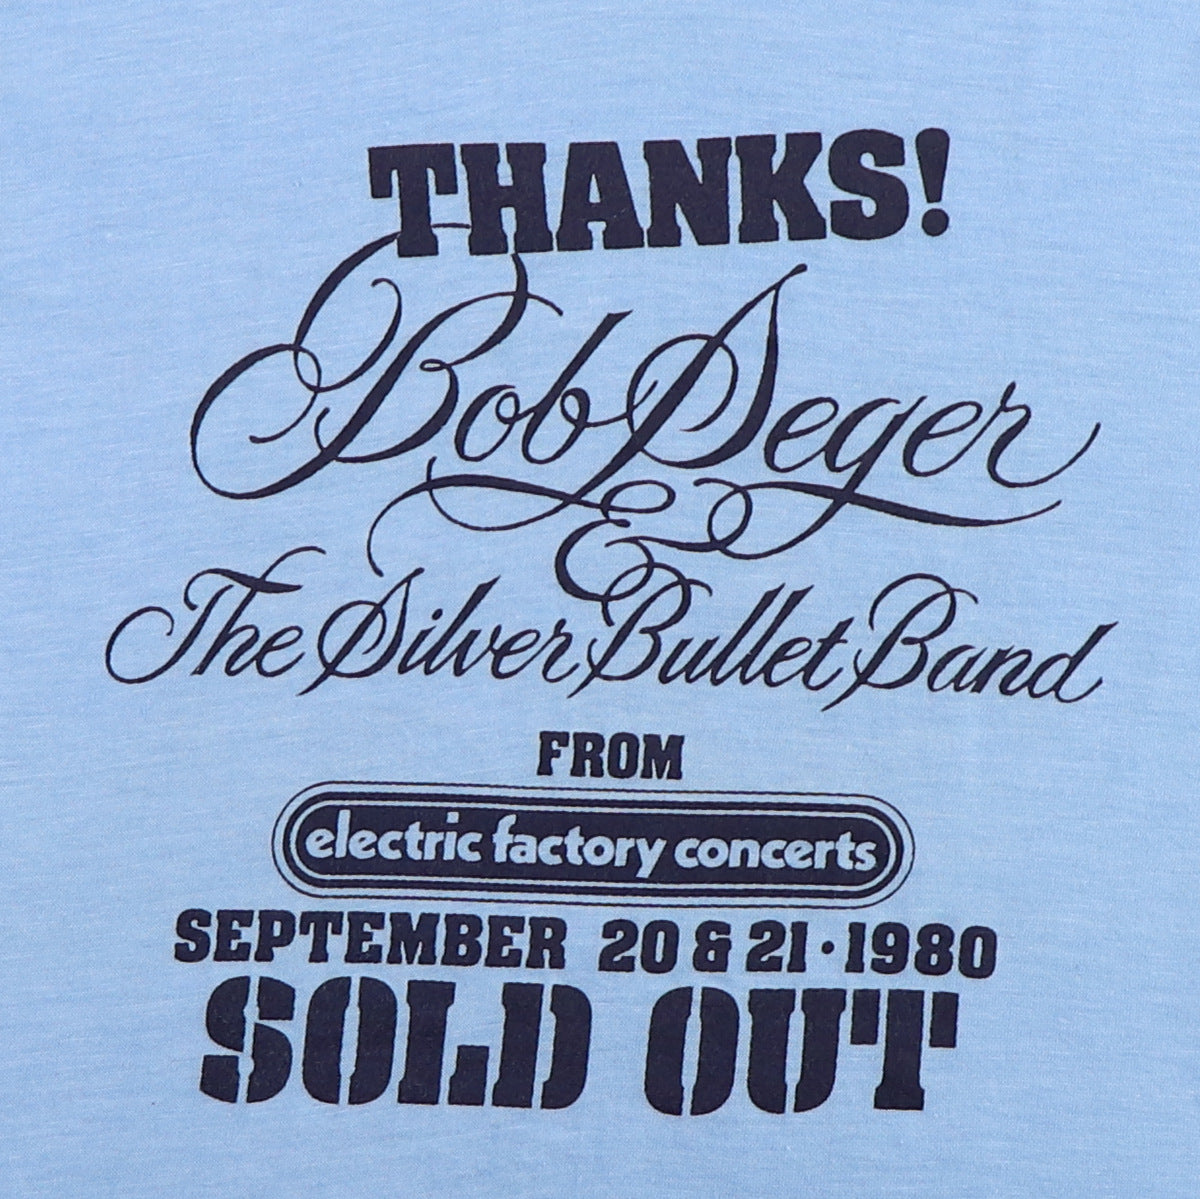 THANKS!
Bob Seger
&
The Silver Bullet Band
FROM
electric factory concerts
SEPTEMBER 20 & 21 · 1980
SOLD OUT